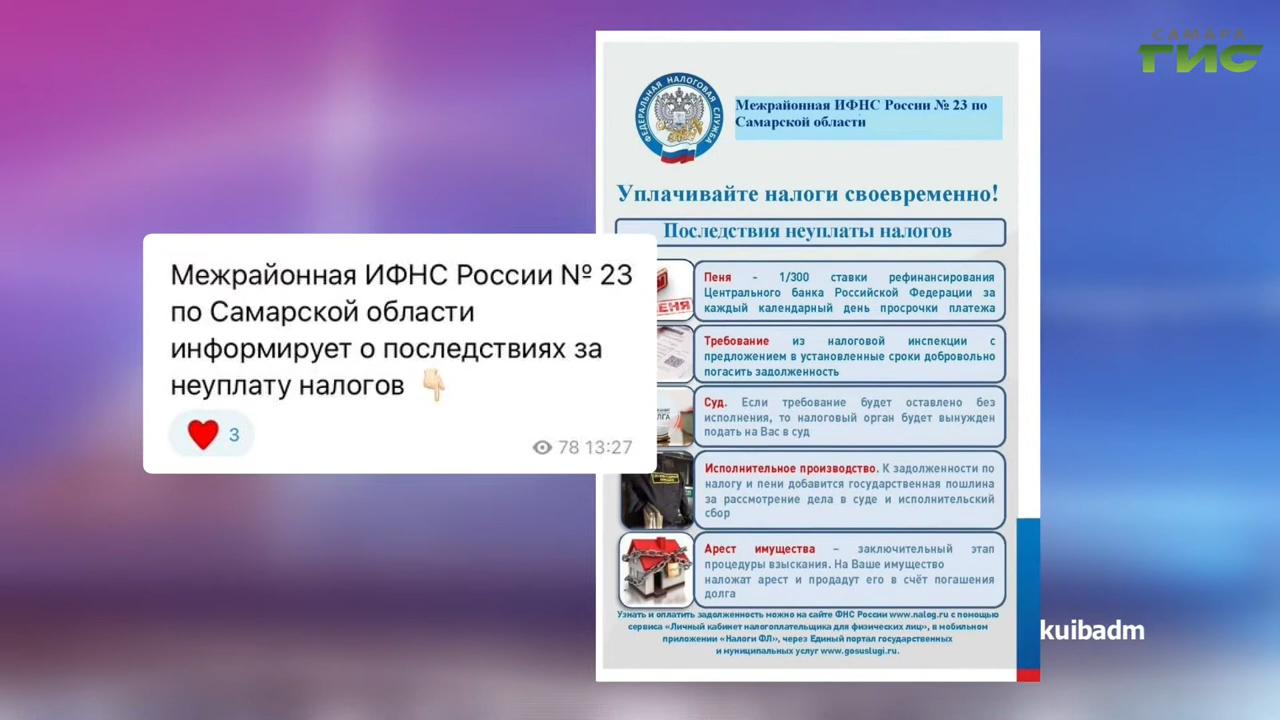 САМАРА
ГИС
ФЕДЕРАЛЬНАЯ НАЛОГОВАЯ СЛУЖБА
Межрайонная ИФНС России № 23 по
Самарской области
Уплачивайте налоги своевременно!
Последствия неуплаты налогов
Межрайонная ИФНС России № 23
по Самарской области
информирует о последствиях за
неуплату налогов 👇🏻
3
78 13:27
Пеня - 1/300 ставки рефинансирования
Центрального банка Российской Федерации за
каждый календарный день просрочки платежа
Требование из налоговой инспекции с
предложением в установленные сроки добровольно
погасить задолженность
Суд. Если требование будет оставлено без
исполнения, то налоговый орган будет вынужден
подать на Вас в суд
Исполнительное производство. К задолженности по
налогу и пени добавится государственная пошлина
за рассмотрение дела в суде и исполнительский
сбор
Арест имущества – заключительный этап
процедуры взыскания. На Ваше имущество
наложат арест и продадут его в счёт погашения
долга
Узнать и оплатить задолженность можно на сайте ФНС России www.nalog.ru с помощью
сервиса «Личный кабинет налогоплательщика для физических лиц», в мобильном
приложении «Налоги ФЛ», через Единый портал государственных
и муниципальных услуг www.gosuslugi.ru.
kuibadm